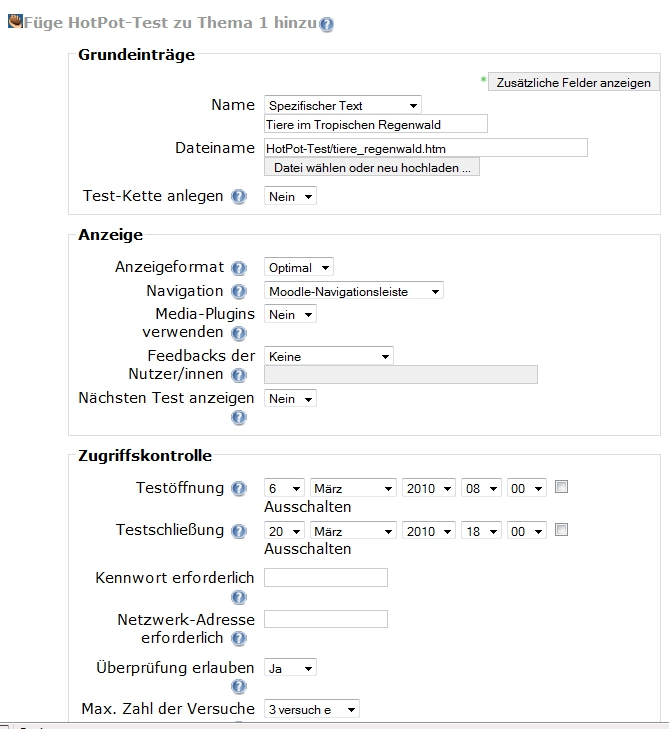 Füge HotPot-Test zu Thema 1 hinzu
Grundeinträge
* Zusätzliche Felder anzeigen
Name Spezifischer Text
Tiere im Tropischen Regenwald
Dateiname HotPot-Test/tiere_regenwald.htm
Datei wählen oder neu hochladen ...
Test-Kette anlegen Nein
Anzeige
Anzeigeformat Optimal
Navigation Moodle-Navigationsleiste
Media-Plugins Nein
verwenden
Feedbacks der Keine
Nutzer/innen
Nächsten Test anzeigen Nein
Zugriffskontrolle
Testöffnung 6 März 2010 08 00
Ausschalten
Testschließung 20 März 2010 18 00
Ausschalten
Kennwort erforderlich
Netzwerk-Adresse
erforderlich
Überprüfung erlauben Ja
Max. Zahl der Versuche 3 versuch e